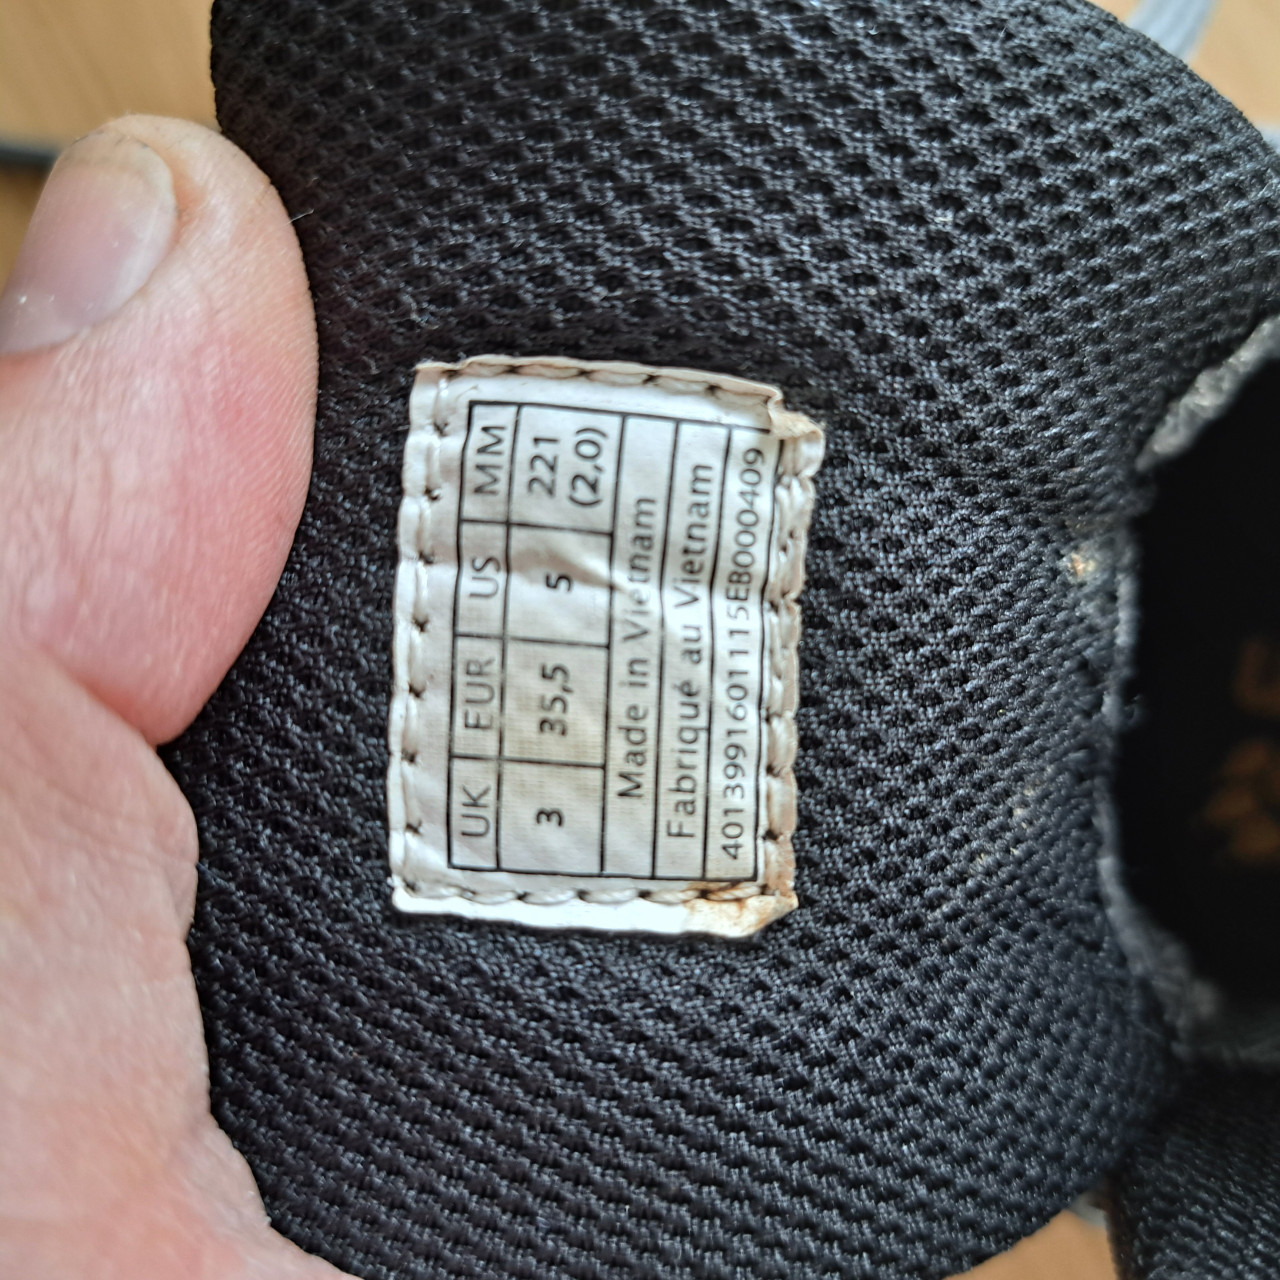 UK EUR US MM
3 35,5 5 221
(2,0)
Made in Vietnam
Fabriqué au Vietnam
4013991601115EB000409